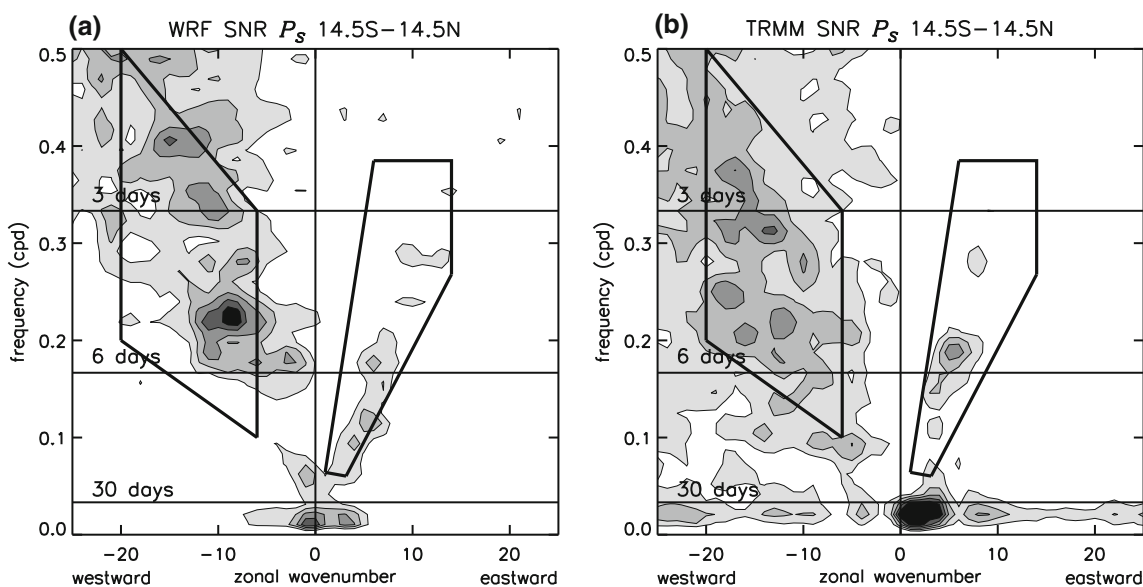 (a) WRF SNR Ps 14.5S−14.5N
0.5
0.4
0.3
0.2
0.1
0.0
frequency (cpd)
3 days
6 days
30 days
−20 −10 0 10 20
westward zonal wavenumber eastward
(b) TRMM SNR Ps 14.5S−14.5N
0.5
0.4
0.3
0.2
0.1
0.0
frequency (cpd)
3 days
6 days
30 days
−20 −10 0 10 20
westward zonal wavenumber eastward